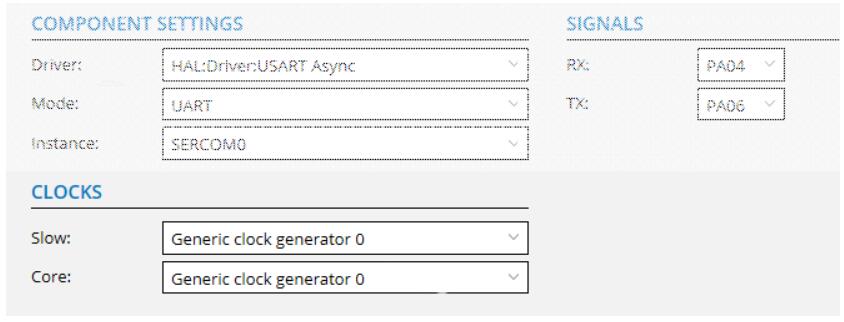 COMPONENT SETTINGS
SIGNALS
Driver: HAL:Driver:USART Async
RX: PA04
Mode: UART
TX: PA06
Instance: SERCOM0
CLOCKS
Slow: Generic clock generator 0
Core: Generic clock generator 0